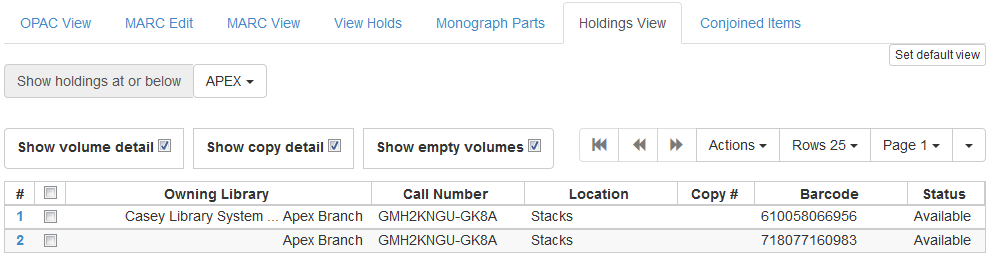 OPAC View MARC Edit MARC View View Holds Monograph Parts Holdings View Conjoined Items
Set default view
Show holdings at or below APEX
Show volume detail Show copy detail Show empty volumes Actions Rows 25 Page 1
# Owning Library Call Number Location Copy # Barcode Status
1 Casey Library System ... Apex Branch GMH2KNGU-GK8A Stacks 610058066956 Available
2 Apex Branch GMH2KNGU-GK8A Stacks 718077160983 Available